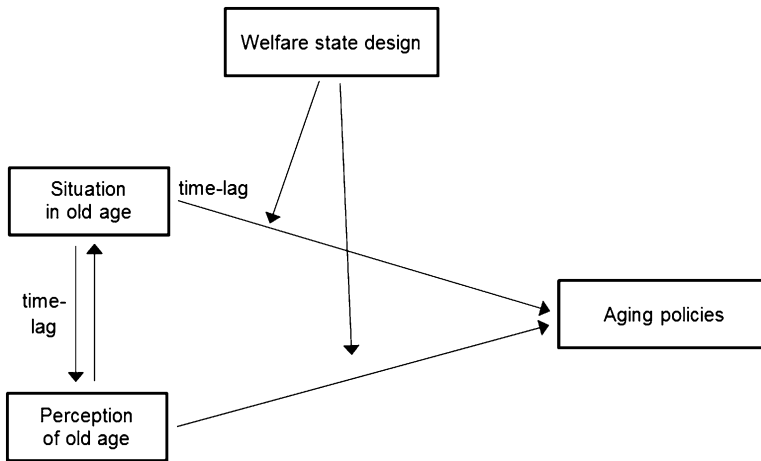 Welfare state design
Situation
in old age
time-lag
time-
lag
Aging policies
Perception
of old age